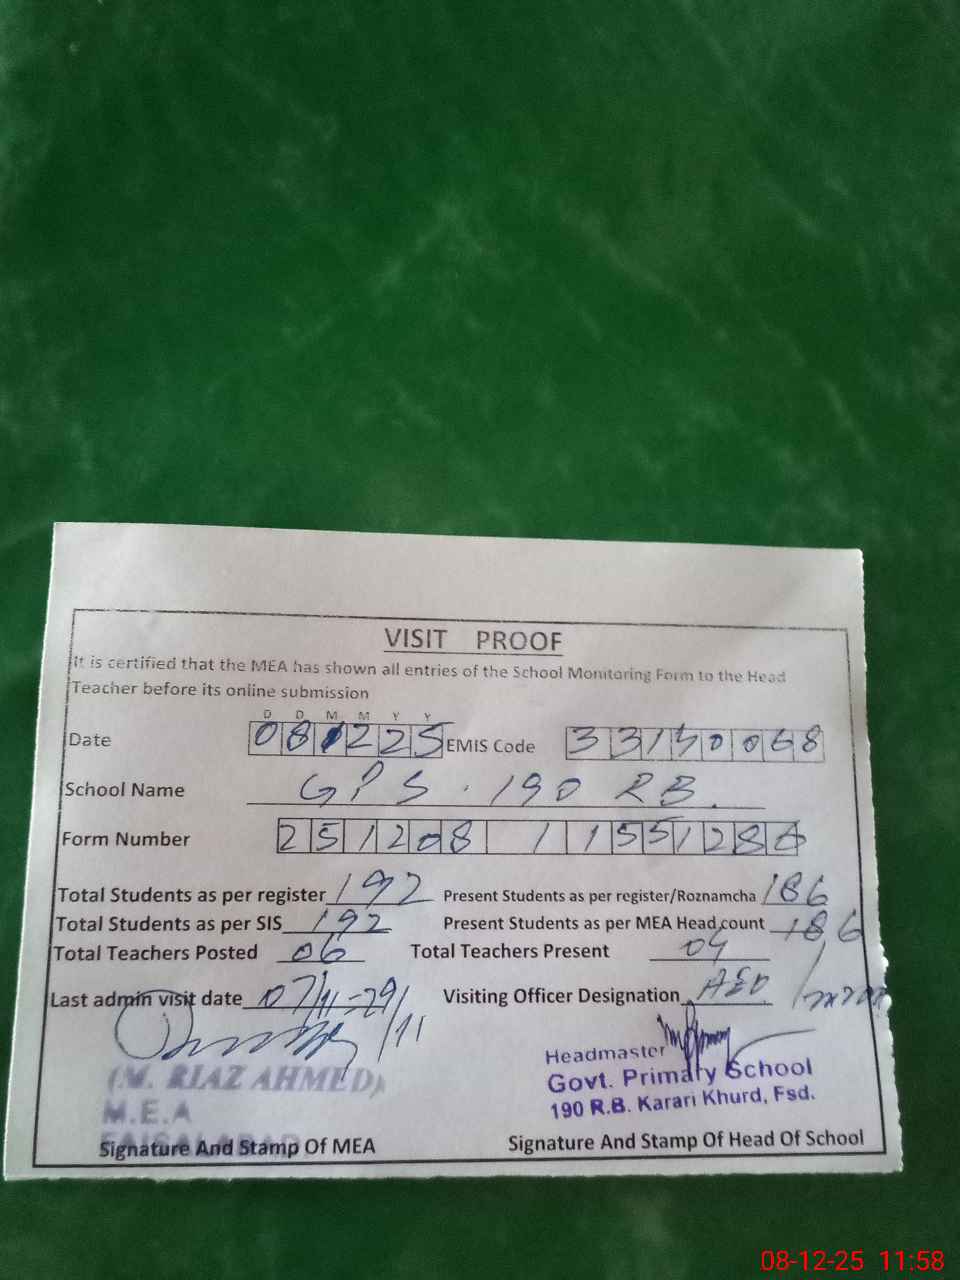 VISIT PROOF
It is certified that the MEA has shown all entries of the School Monitoring Form to the Head
Teacher before its online submission
D D M M Y Y
Date 081225 EMIS Code 33150068
School Name GPS . 190 RB.
Form Number 251208 1155128
Total Students as per register 192 Present Students as per register/Roznamcha 186
Total Students as per SIS 192 Present Students as per MEA Head count 186
Total Teachers Posted 06 Total Teachers Present 04
Last admin visit date 07/11-29/11 Visiting Officer Designation AEO
Headmaster
(M. RIAZ AHMED) Govt. Primary School
M.E.A 190 R.B. Karari Khurd, Fsd.
FAISALABAD
Signature And Stamp Of MEA Signature And Stamp Of Head Of School
08-12-25 11:58